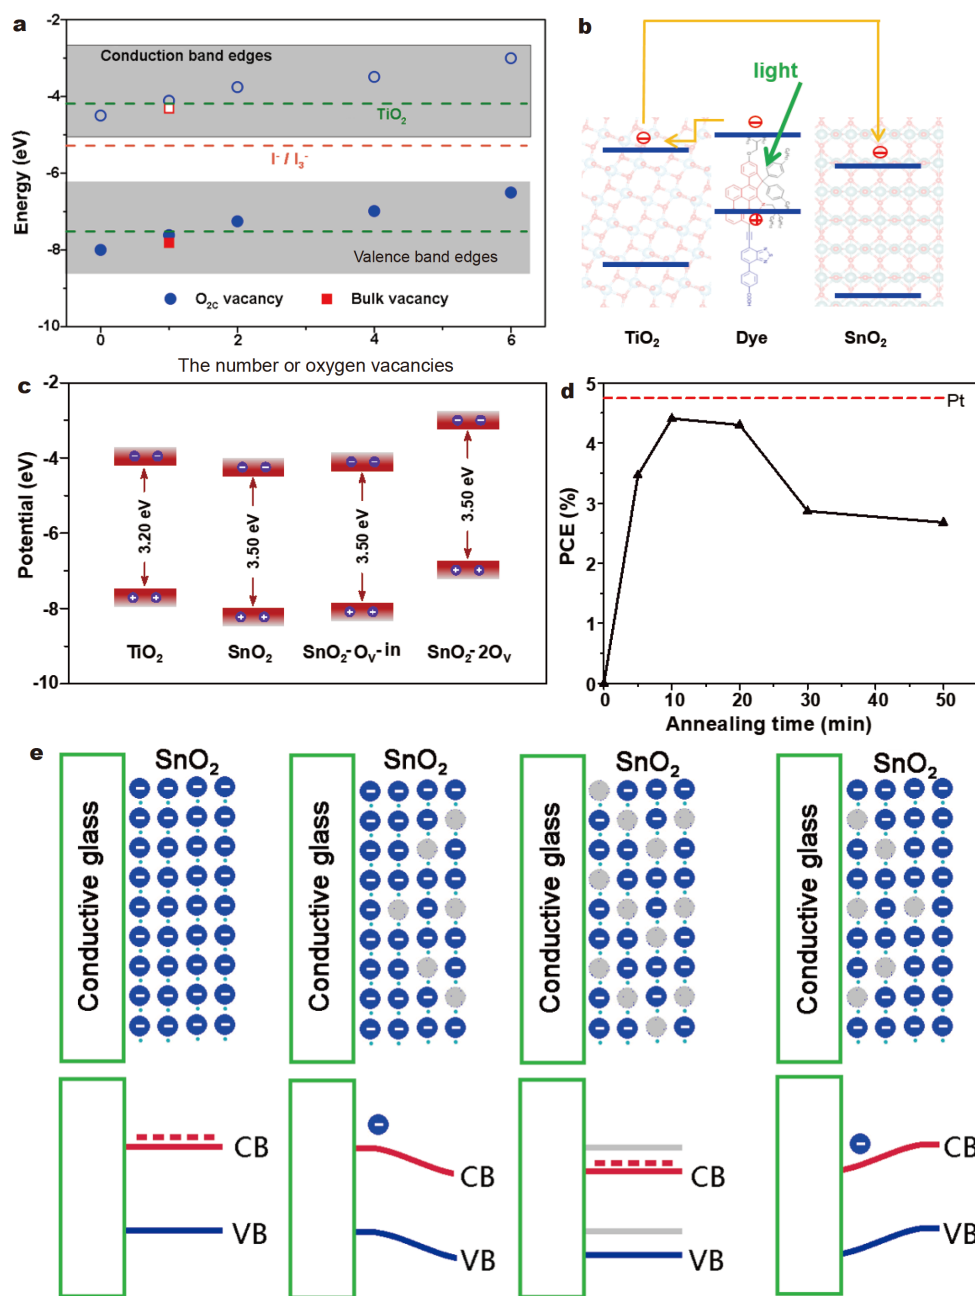 a
-2
-4
-6
-8
-10
Energy (eV)
Conduction band edges
TiO₂
I⁻ / I₃⁻
Valence band edges
O₂C vacancy
Bulk vacancy
0 2 4 6
The number or oxygen vacancies
b
light
TiO₂ Dye SnO₂
c
-2
-4
-6
-8
-10
Potential (eV)
3.20 eV
3.50 eV
3.50 eV
3.50 eV
TiO₂ SnO₂ SnO₂-Oᵥ-in SnO₂-2Oᵥ
d
5
4
3
2
1
0
PCE (%)
Pt
0 10 20 30 40 50
Annealing time (min)
e
SnO₂ SnO₂ SnO₂ SnO₂
Conductive glass
Conductive glass
Conductive glass
Conductive glass
CB
VB
CB
VB
CB
VB
CB
VB